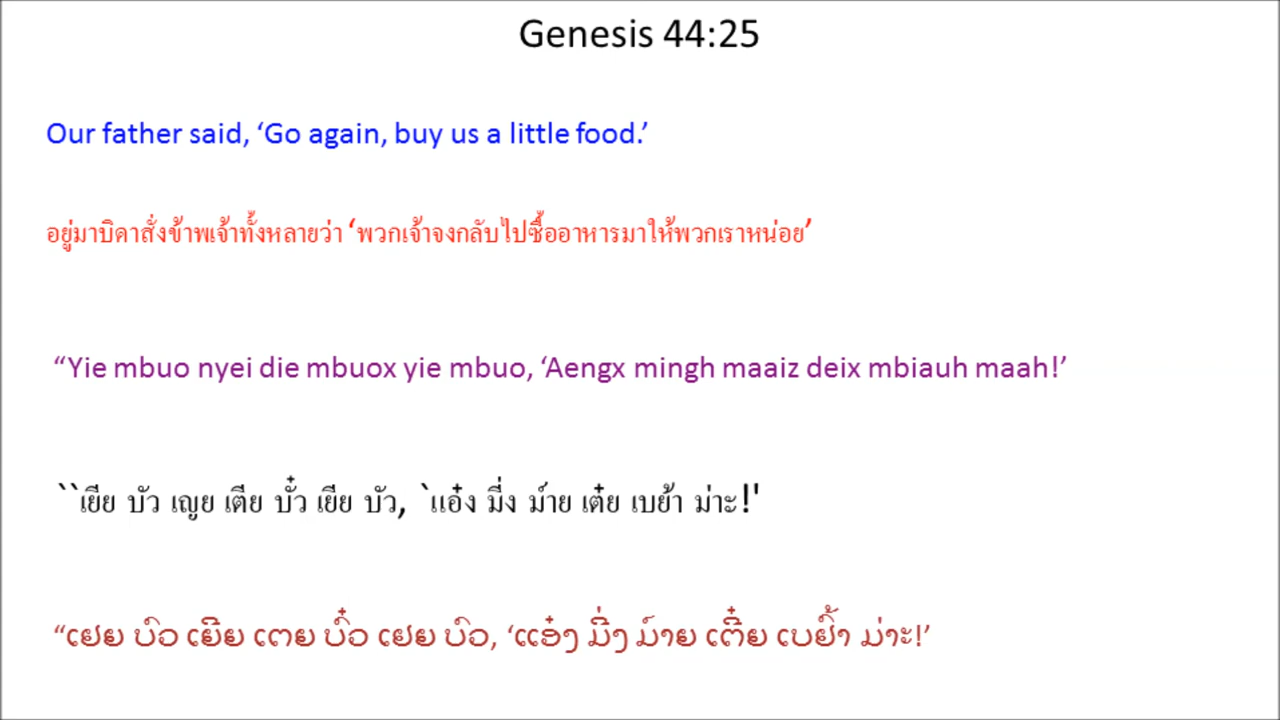 Genesis 44:25
Our father said, ‘Go again, buy us a little food.’
อยู่มาบิดาสั่งข้าพเจ้าทั้งหลายว่า ‘พวกเจ้าจงกลับไปซื้ออาหารมาให้พวกเราหน่อย’
“Yie mbuo nyei die mbuox yie mbuo, ‘Aengx mingh maaiz deix mbiauh maah!’
``เยีย บัว เญย เตีย บั๋ว เยีย บัว, `แอ๋ง มี่ง ม์าย เต๋ย เบย้า ม่าะ!'
“ເຢຍ ບົວ ເຍີຍ ເຕຍ ບົ໋ວ ເຢຍ ບົວ, ‘ແອ໋ງ ມີ່ງ ມ໌າຍ ເຕີ໋ຍ ເບຢົ້າ ມ່າະ!’